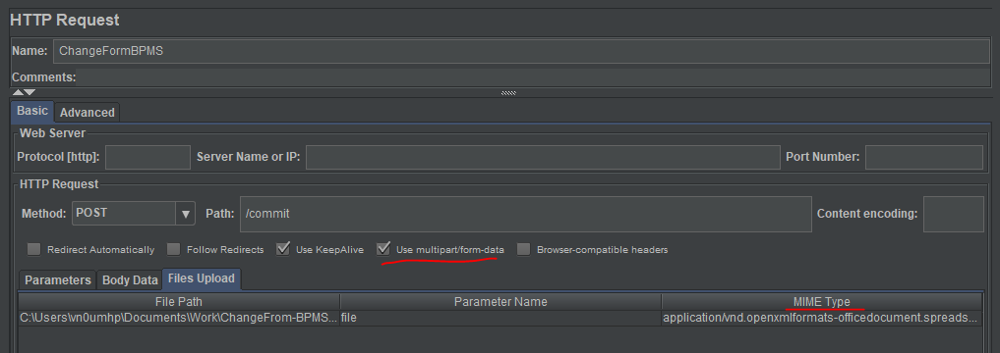 HTTP Request
Name: ChangeFormBPMS
Comments:
Basic Advanced
Web Server
Protocol [http]: Server Name or IP: Port Number:
HTTP Request
Method: POST Path: /commit Content encoding:
Redirect Automatically Follow Redirects Use KeepAlive Use multipart/form-data Browser-compatible headers
Parameters Body Data Files Upload
File Path Parameter Name MIME Type
C:\Users\vn0umhp\Documents\Work\ChangeFrom-BPMS... file application/vnd.openxmlformats-officedocument.spreads...